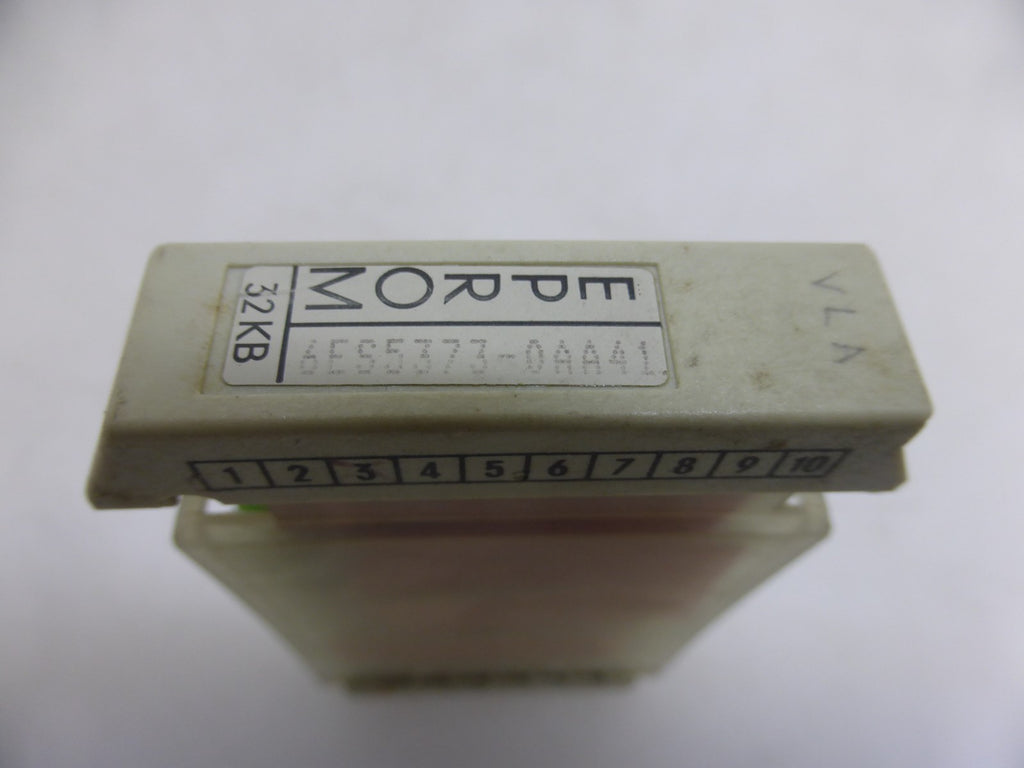 EPROM
6ES5373-0AA41
32KB
VLA
1 2 3 4 5 6 7 8 9 10